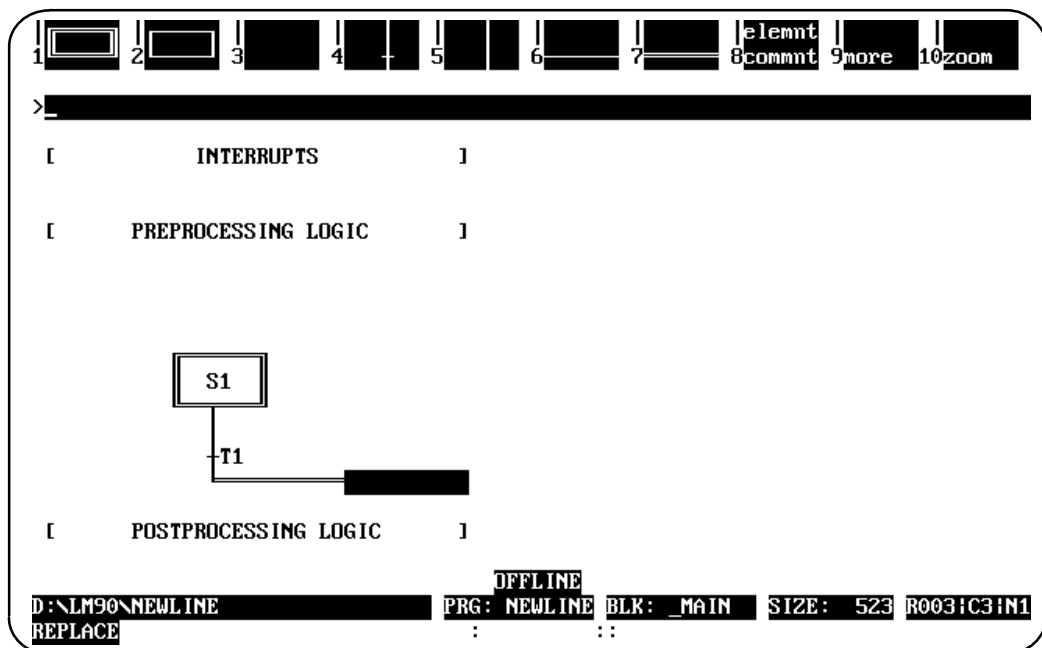 elemnt
1 2 3 4 5 6 7 8commnt 9more 10zoom
>_
[ INTERRUPTS ]
[ PREPROCESSING LOGIC ]
S1
T1
[ POSTPROCESSING LOGIC ]
OFFLINE
D:\LM90\NEWLINE PRG: NEWLINE BLK: _MAIN SIZE: 523 R003|C3|N1
REPLACE : ::